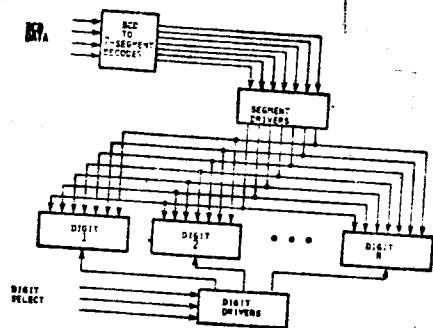 BCD
DATA
BCD
TO
7-SEGMENT
DECODER
SEGMENT
DRIVERS
DIGIT
1
DIGIT
2
DIGIT
N
DIGIT
SELECT
DIGIT
DRIVERS